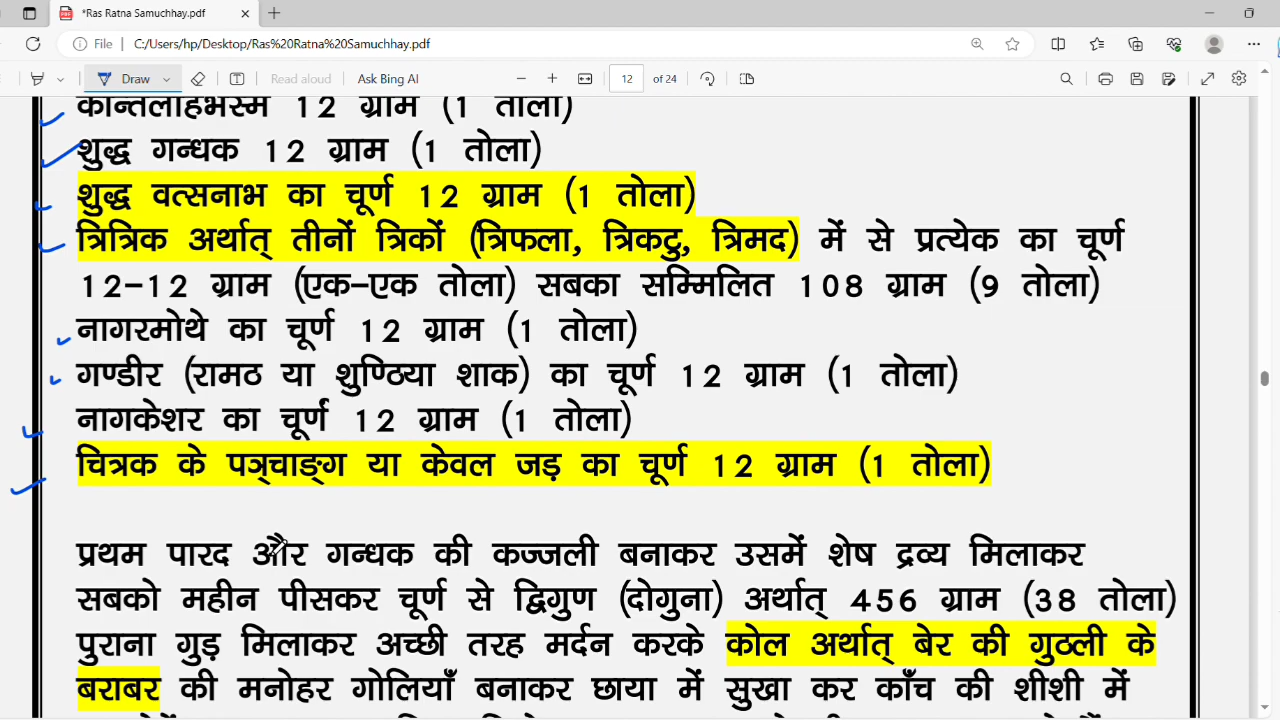 *Ras Ratna Samuchhay.pdf
File C:/Users/hp/Desktop/Ras%20Ratna%20Samuchhay.pdf
Draw Read aloud Ask Bing AI 12 of 24
कान्तलोहभस्म 12 ग्राम (1 तोला)
शुद्ध गन्धक 12 ग्राम (1 तोला)
शुद्ध वत्सनाभ का चूर्ण 12 ग्राम (1 तोला)
त्रित्रिक अर्थात् तीनों त्रिकों (त्रिफला, त्रिकटु, त्रिमद) में से प्रत्येक का चूर्ण
12-12 ग्राम (एक-एक तोला) सबका सम्मिलित 108 ग्राम (9 तोला)
नागरमोथे का चूर्ण 12 ग्राम (1 तोला)
गण्डीर (रामठ या शुण्ठिया शाक) का चूर्ण 12 ग्राम (1 तोला)
नागकेशर का चूर्ण 12 ग्राम (1 तोला)
चित्रक के पञ्चाङ्ग या केवल जड़ का चूर्ण 12 ग्राम (1 तोला)
प्रथम पारद और गन्धक की कज्जली बनाकर उसमें शेष द्रव्य मिलाकर
सबको महीन पीसकर चूर्ण से द्विगुण (दोगुना) अर्थात् 456 ग्राम (38 तोला)
पुराना गुड़ मिलाकर अच्छी तरह मर्दन करके कोल अर्थात् बेर की गुठली के
बराबर की मनोहर गोलियाँ बनाकर छाया में सुखा कर काँच की शीशी में